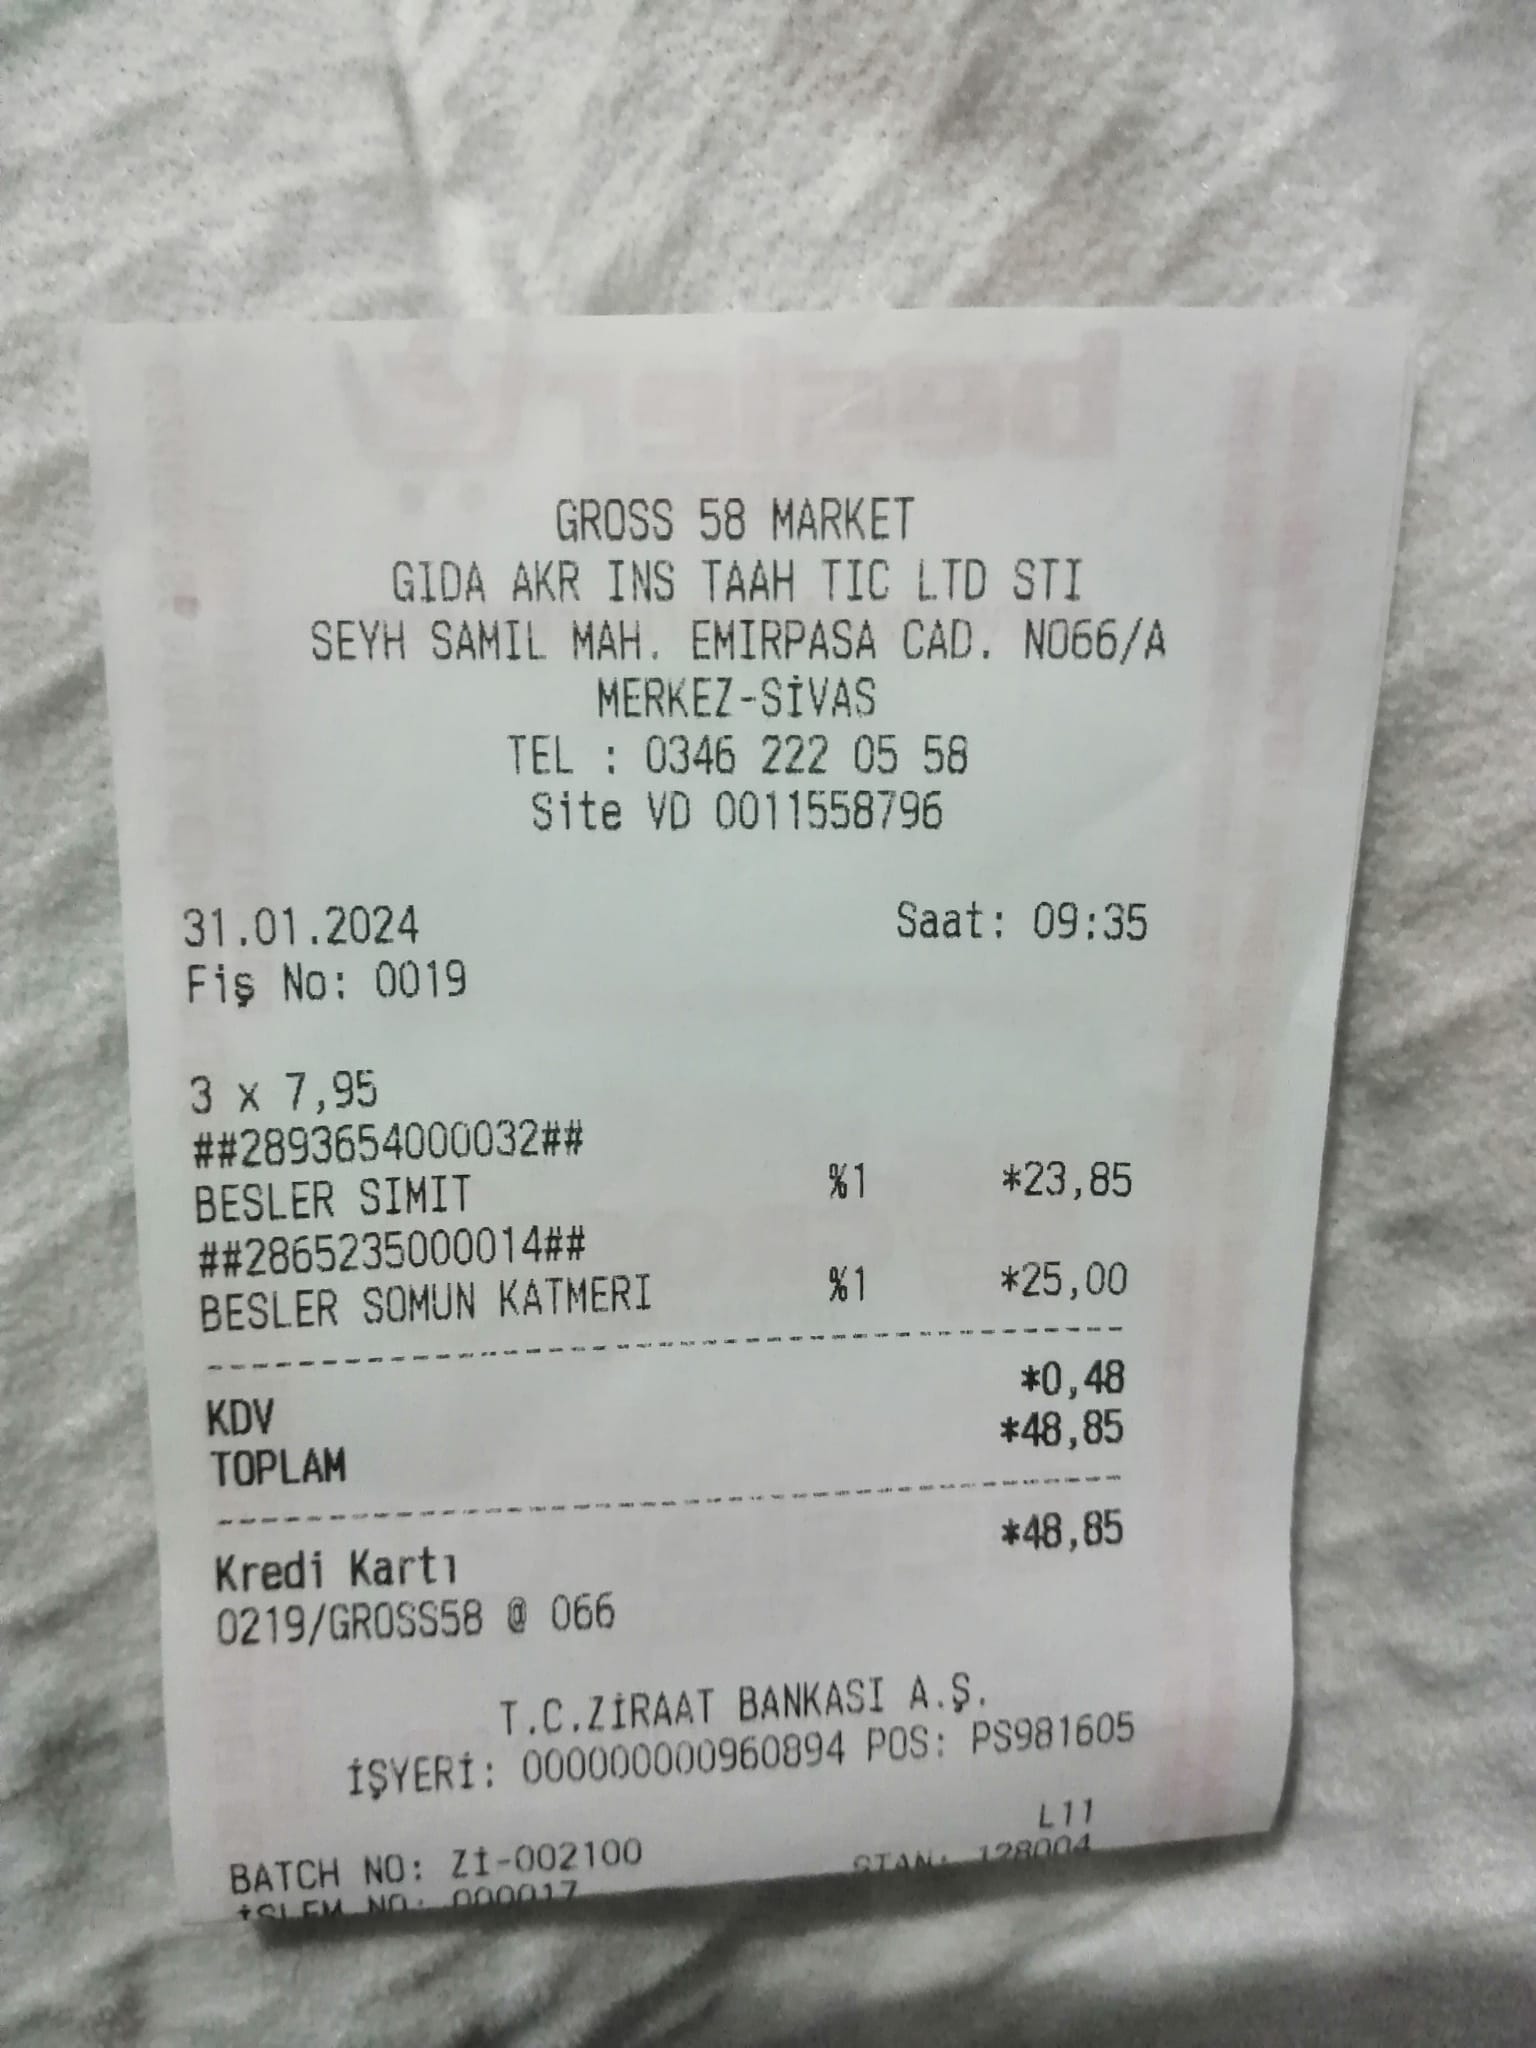 GROSS 58 MARKET
GIDA AKR INS TAAH TIC LTD STI
SEYH SAMIL MAH. EMIRPASA CAD. NO66/A
MERKEZ-SİVAS
TEL : 0346 222 05 58
Site VD 0011558796
31.01.2024 Saat: 09:35
Fiş No: 0019
3 x 7,95
##2893654000032##
BESLER SIMIT %1 *23,85
##2865235000014##
BESLER SOMUN KATMERI %1 *25,00
KDV *0,48
TOPLAM *48,85
Kredi Kartı *48,85
0219/GROSS58 @ 066
T.C.ZİRAAT BANKASI A.Ş.
İŞYERİ: 000000000960894 POS: PS981605
L11
BATCH NO: Zİ-002100 STAN: 128004
İŞLEM NO: 000017